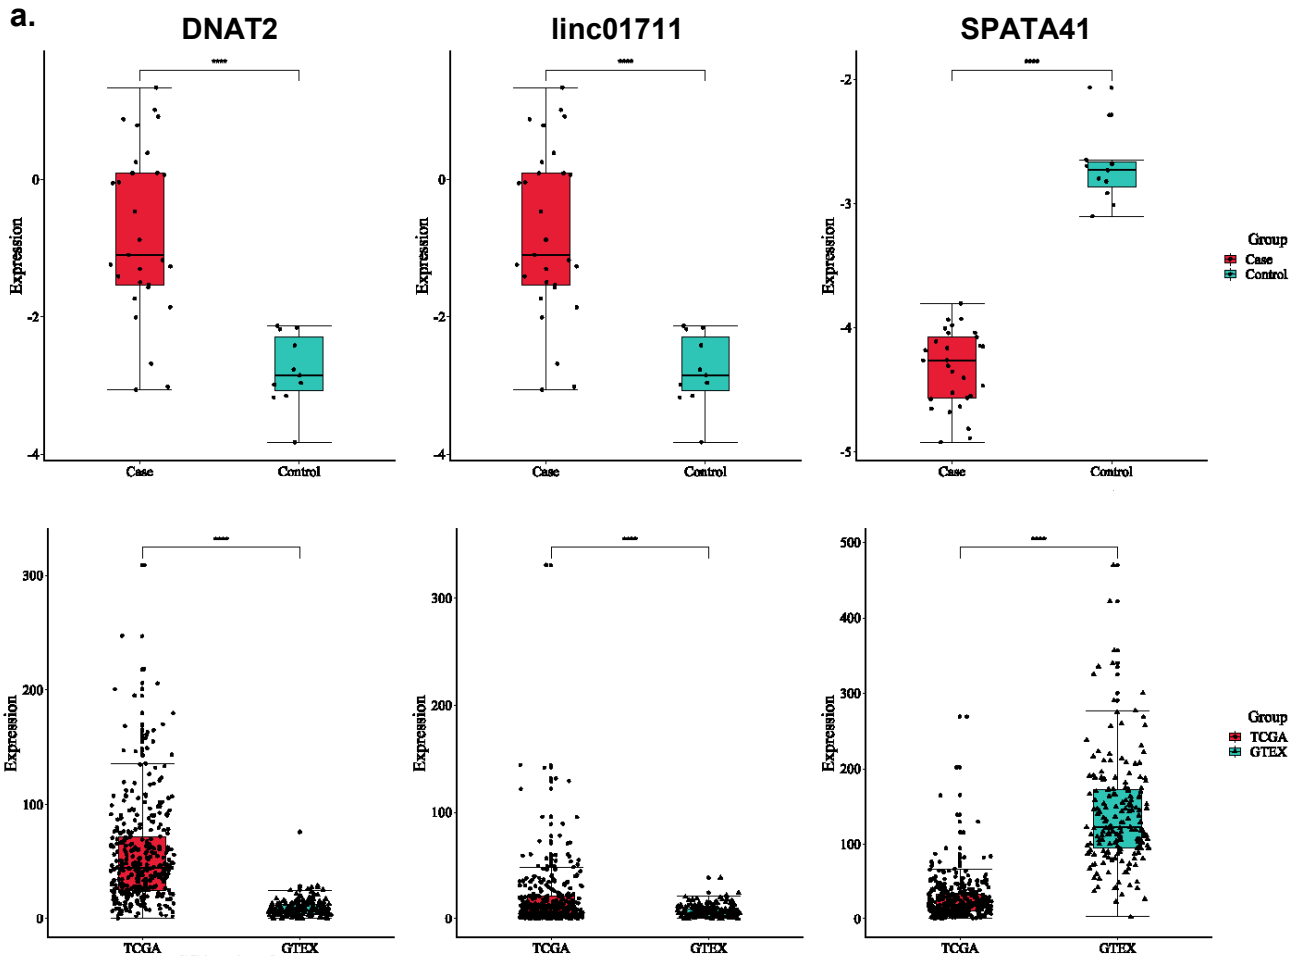 a.
DNAT2
linc01711
SPATA41
****
****
****
0
-2
-4
Expression
Case
Control
0
-2
-4
Expression
Case
Control
-2
-3
-4
-5
Expression
Case
Control
Group
Case
Control
****
****
****
300
200
100
0
Expression
TCGA
GTEX
300
200
100
0
Expression
TCGA
GTEX
500
400
300
200
100
0
Expression
TCGA
GTEX
Group
TCGA
GTEX